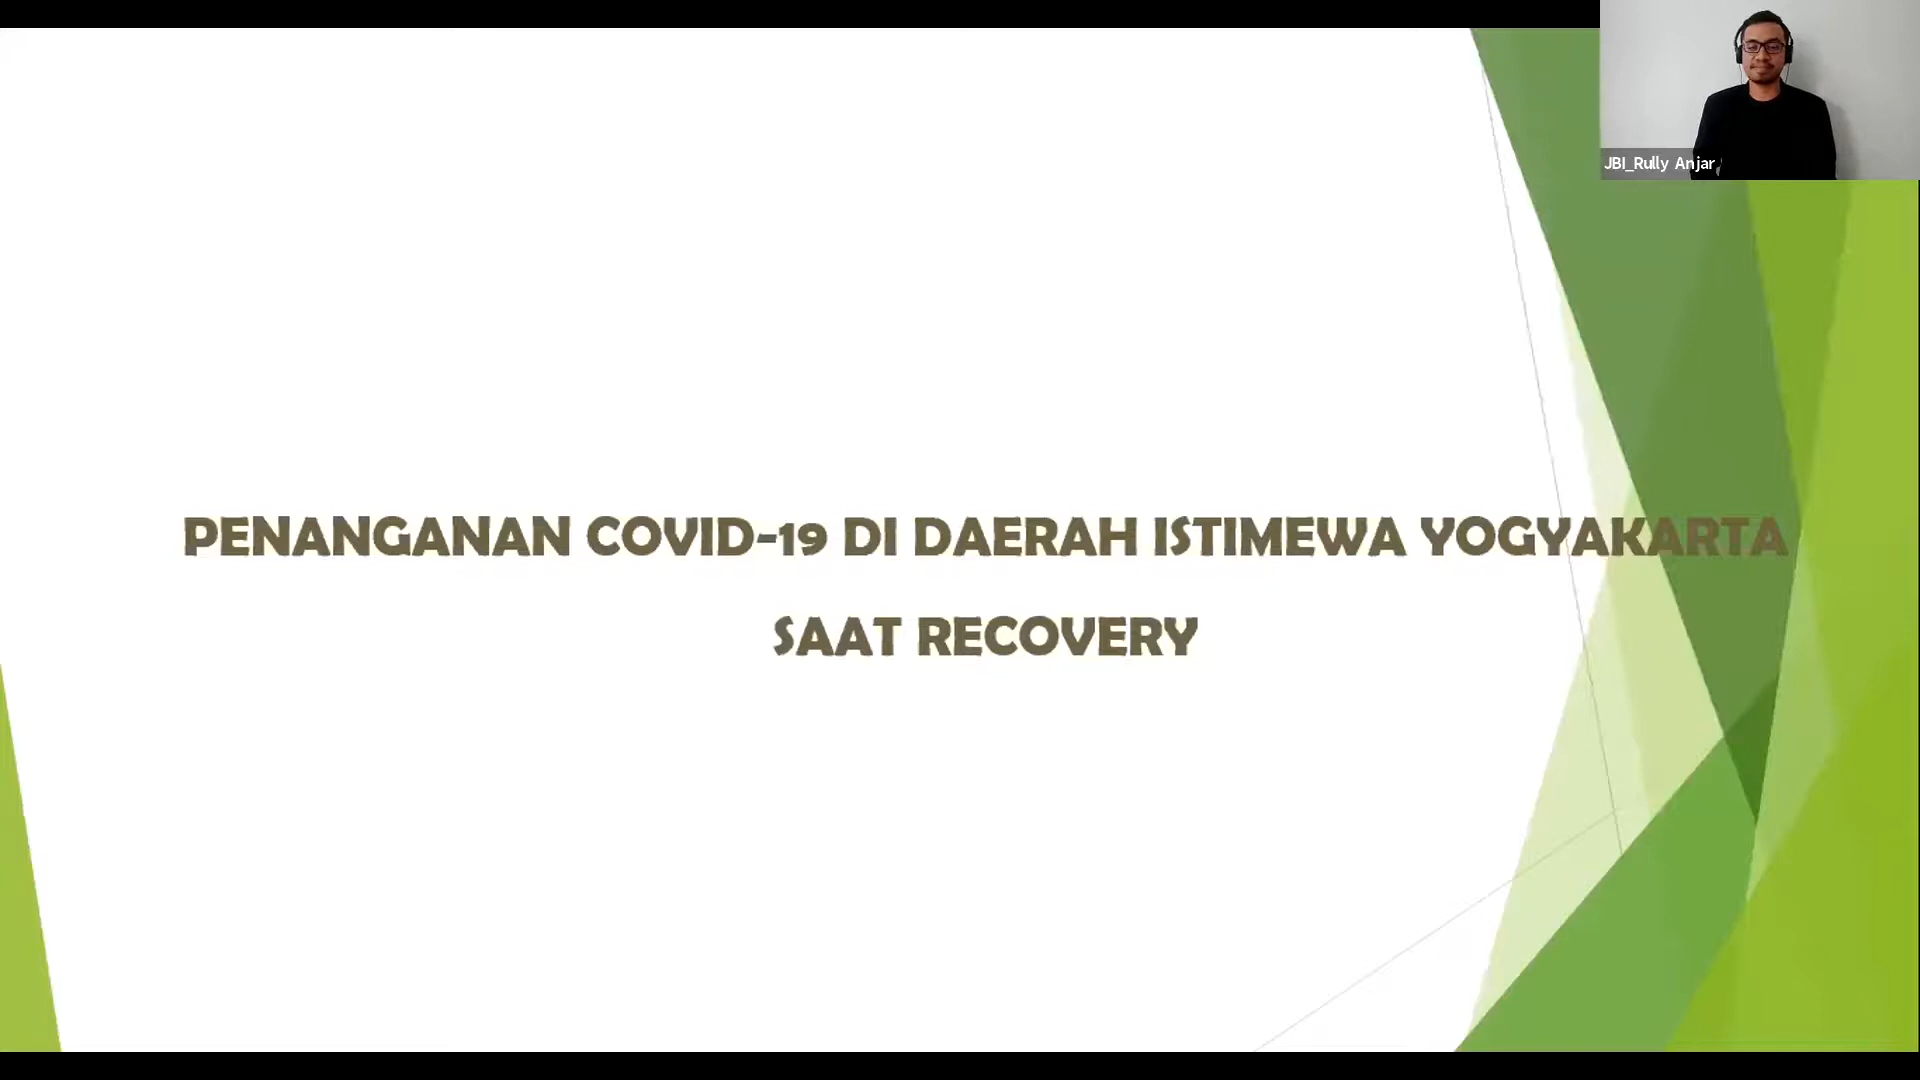 JBI_Rully Anjar
PENANGANAN COVID-19 DI DAERAH ISTIMEWA YOGYAKARTA
SAAT RECOVERY